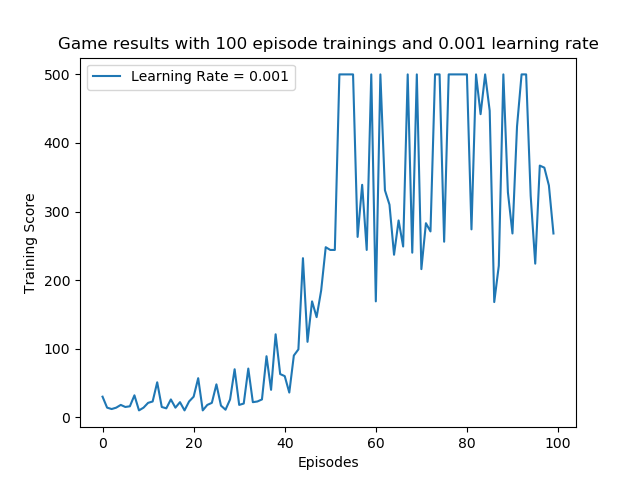 Game results with 100 episode trainings and 0.001 learning rate
Learning Rate = 0.001
500
400
300
200
100
0
Training Score
0 20 40 60 80 100
Episodes